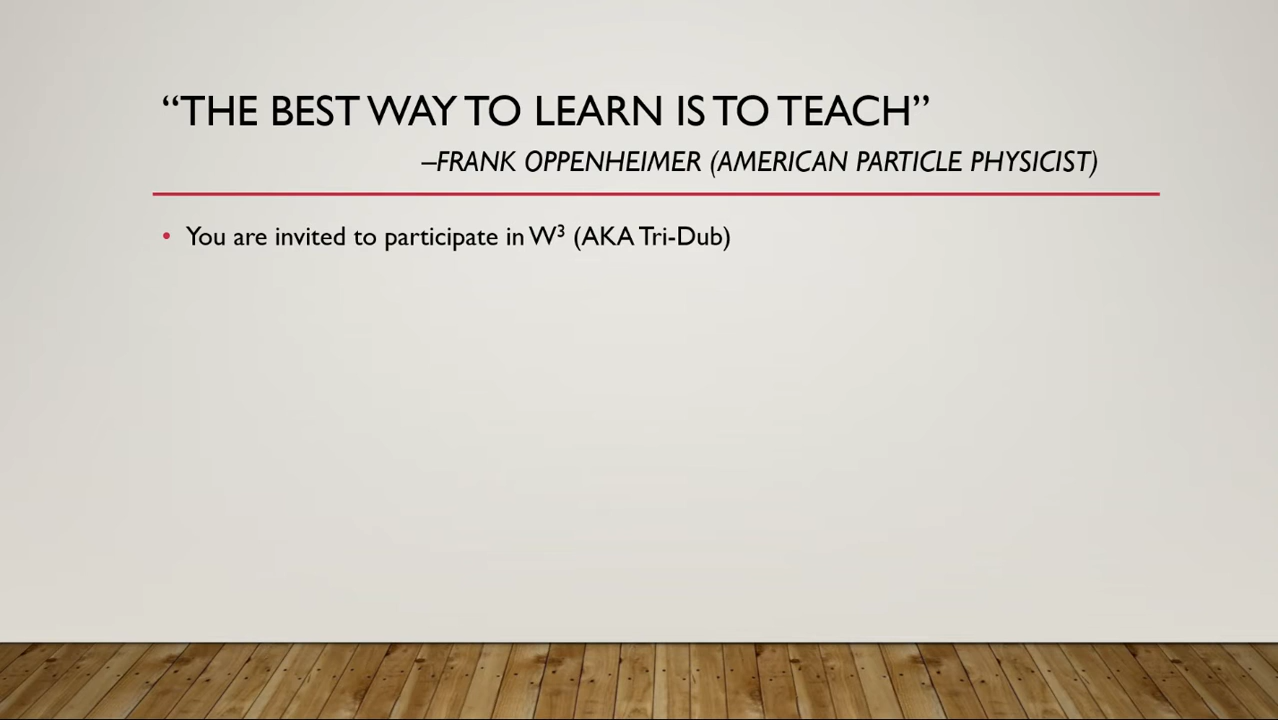 “THE BEST WAY TO LEARN IS TO TEACH”
–FRANK OPPENHEIMER (AMERICAN PARTICLE PHYSICIST)
• You are invited to participate in W³ (AKA Tri-Dub)